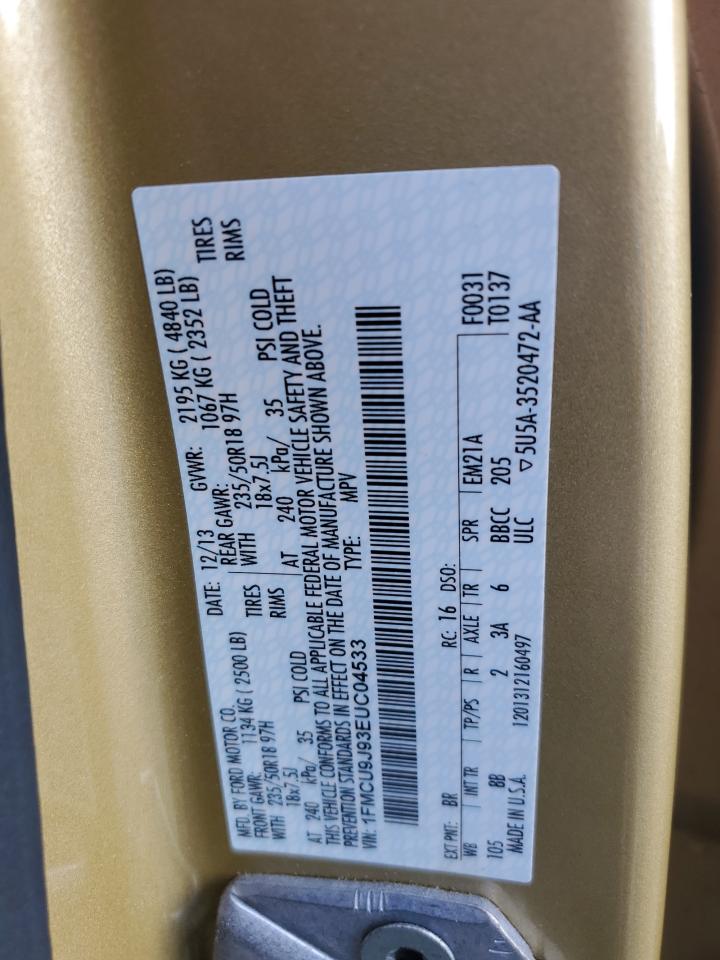 MFD. BY FORD MOTOR CO. DATE: 12/13 GVWR: 2195 KG ( 4840 LB)
FRONT GAWR: 1134 KG ( 2500 LB) REAR GAWR: 1067 KG ( 2352 LB)
WITH 235/50R18 97H TIRES WITH 235/50R18 97H TIRES
18x7.5J RIMS 18x7.5J RIMS
AT 240 kPa/ 35 PSI COLD AT 240 kPa/ 35 PSI COLD
THIS VEHICLE CONFORMS TO ALL APPLICABLE FEDERAL MOTOR VEHICLE SAFETY AND THEFT
PREVENTION STANDARDS IN EFFECT ON THE DATE OF MANUFACTURE SHOWN ABOVE.
VIN: 1FMCU9J93EUC04533 TYPE: MPV
EXT PNT: BR RC: 16 DSO: F0031
WB INT TR TP/PS R AXLE TR SPR EM21A T0137
105 8B 2 3A 6 BBCC 205
MADE IN U.S.A. 1201312160497 ULC ▽5U5A-3520472-AA